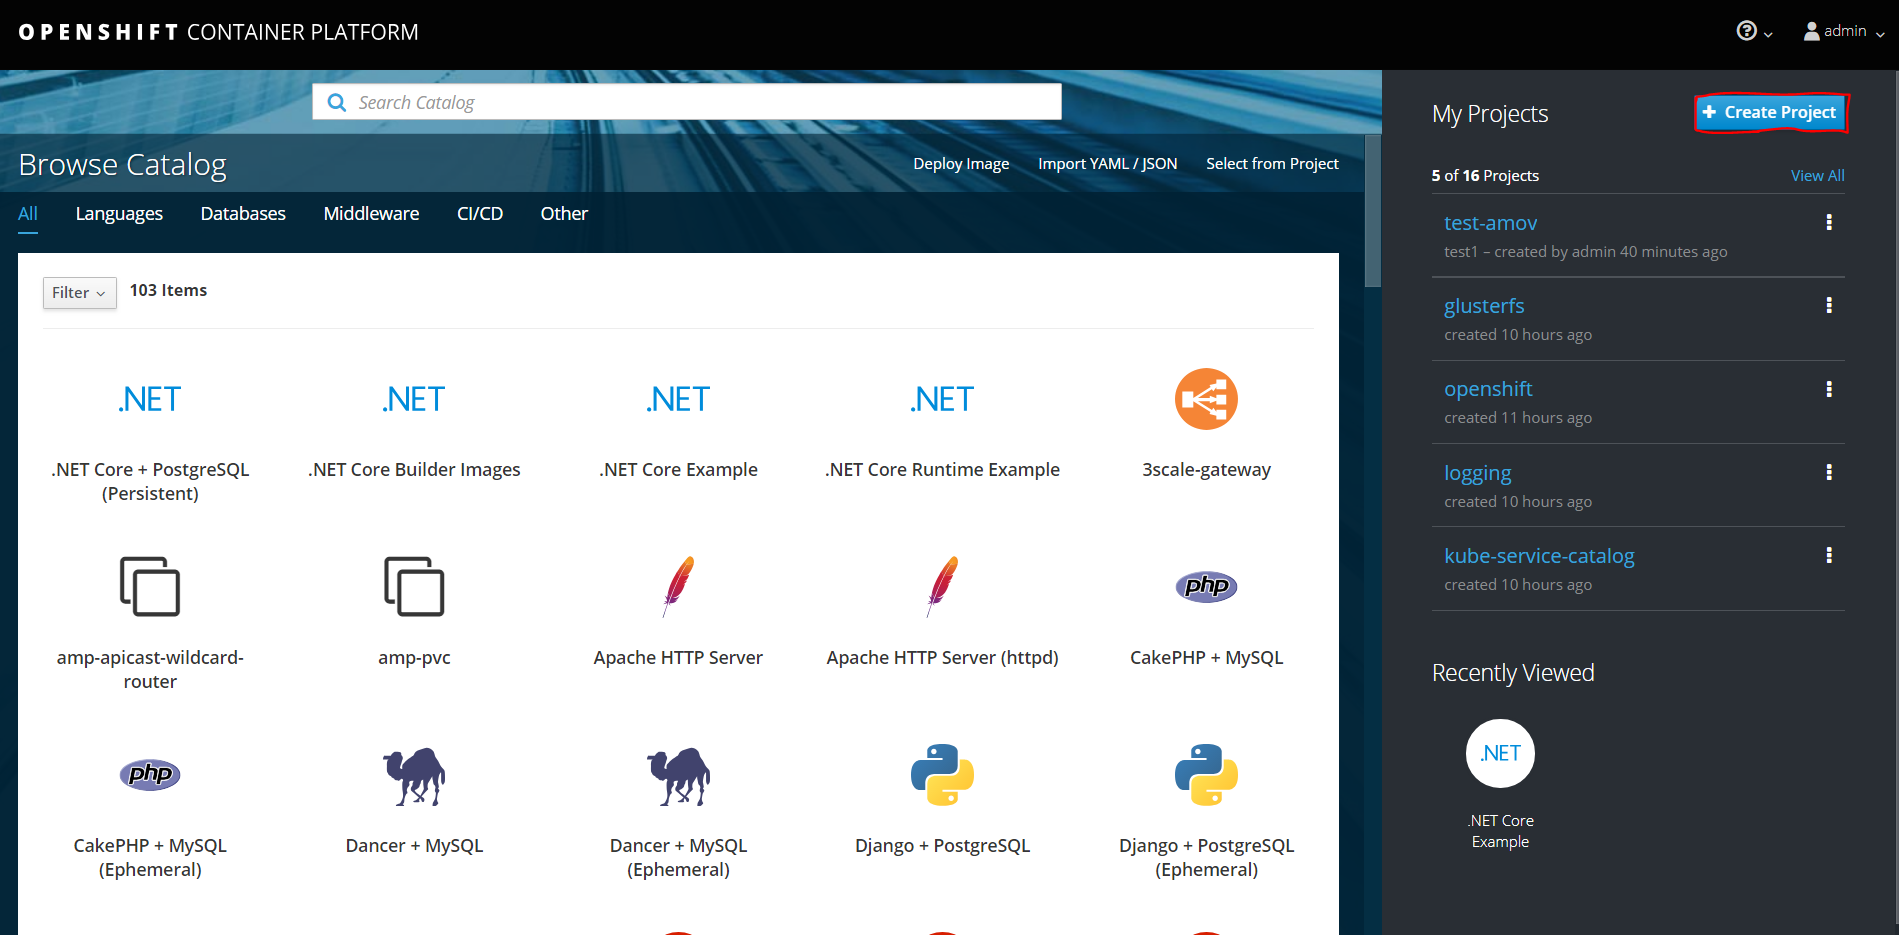 OPENSHIFT CONTAINER PLATFORM
admin
Search Catalog
Browse Catalog
Deploy Image
Import YAML / JSON
Select from Project
All
Languages
Databases
Middleware
CI/CD
Other
Filter
103 Items
.NET
.NET Core + PostgreSQL
(Persistent)
.NET
.NET Core Builder Images
.NET
.NET Core Example
.NET
.NET Core Runtime Example
3scale-gateway
amp-apicast-wildcard-
router
amp-pvc
Apache HTTP Server
Apache HTTP Server (httpd)
php
CakePHP + MySQL
php
CakePHP + MySQL
(Ephemeral)
Dancer + MySQL
Dancer + MySQL
(Ephemeral)
Django + PostgreSQL
Django + PostgreSQL
(Ephemeral)
My Projects
+ Create Project
5 of 16 Projects
View All
test-amov
test1 – created by admin 40 minutes ago
glusterfs
created 10 hours ago
openshift
created 11 hours ago
logging
created 10 hours ago
kube-service-catalog
created 10 hours ago
Recently Viewed
.NET
.NET Core
Example